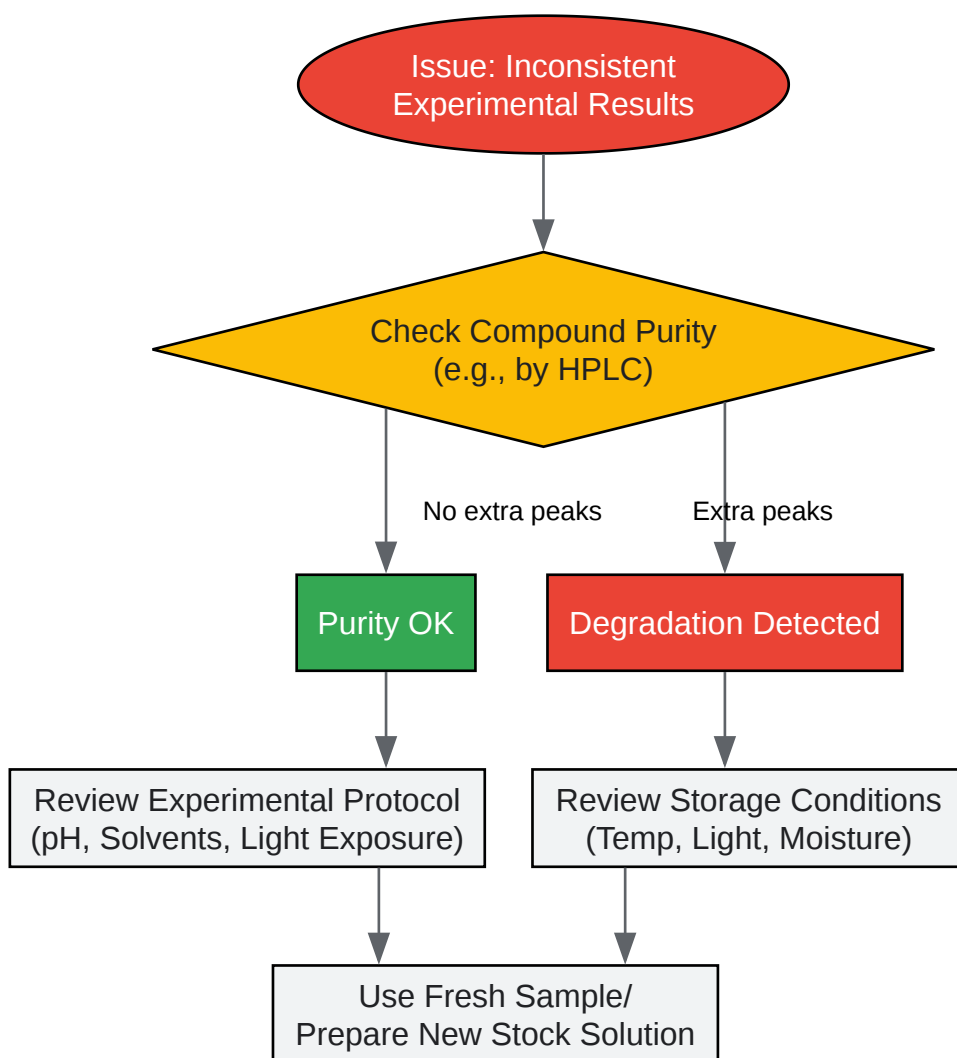 Issue: Inconsistent
Experimental Results
Check Compound Purity
(e.g., by HPLC)
No extra peaks
Extra peaks
Purity OK
Degradation Detected
Review Experimental Protocol
(pH, Solvents, Light Exposure)
Review Storage Conditions
(Temp, Light, Moisture)
Use Fresh Sample/
Prepare New Stock Solution